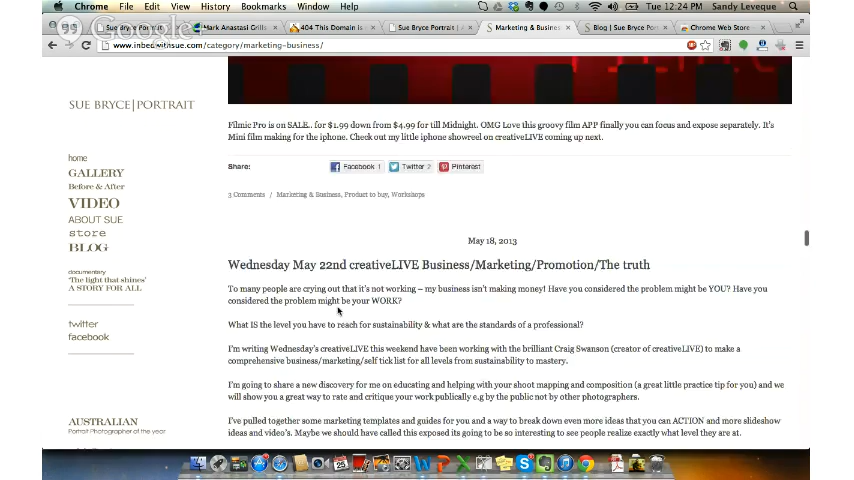 Chrome File Edit View History Bookmarks Window Help
Tue 12:24 PM Sandy Leveque
Sue Bryce Portrait
Mark Anastasi Grills
404 This Domain Is
Sue Bryce Portrait | A
Marketing & Busines
Blog | Sue Bryce Por
Chrome Web Store
www.inbedwithsue.com/category/marketing-business/
Google
SUE BRYCE|PORTRAIT
home
GALLERY
Before & After
VIDEO
ABOUT SUE
store
BLOG
documentary
'The light that shines'
A STORY FOR ALL
twitter
facebook
AUSTRALIAN
Portrait Photographer of the year
Filmic Pro is on SALE.. for $1.99 down from $4.99 for till Midnight. OMG Love this groovy film APP finally you can focus and expose separately. It's
Mini film making for the iphone. Check out my little iphone showreel on creativeLIVE coming up next.
Share: Facebook 1 Twitter 2 Pinterest
3 Comments / Marketing & Business, Product to buy, Workshops
May 18, 2013
Wednesday May 22nd creativeLIVE Business/Marketing/Promotion/The truth
To many people are crying out that it's not working – my business isn't making money! Have you considered the problem might be YOU? Have you
considered the problem might be your WORK?
What IS the level you have to reach for sustainability & what are the standards of a professional?
I'm writing Wednesday's creativeLIVE this weekend have been working with the brilliant Craig Swanson (creator of creativeLIVE) to make a
comprehensive business/marketing/self tick list for all levels from sustainability to mastery.
I'm going to share a new discovery for me on educating and helping with your shoot mapping and composition (a great little practice tip for you) and we
will show you a great way to rate and critique your work publically e.g by the public not by other photographers.
I've pulled together some marketing templates and guides for you and a way to break down even more ideas that you can ACTION and more slideshow
ideas and video's. Maybe we should have called this exposed its going to be so interesting to see people realize exactly what level they are at.